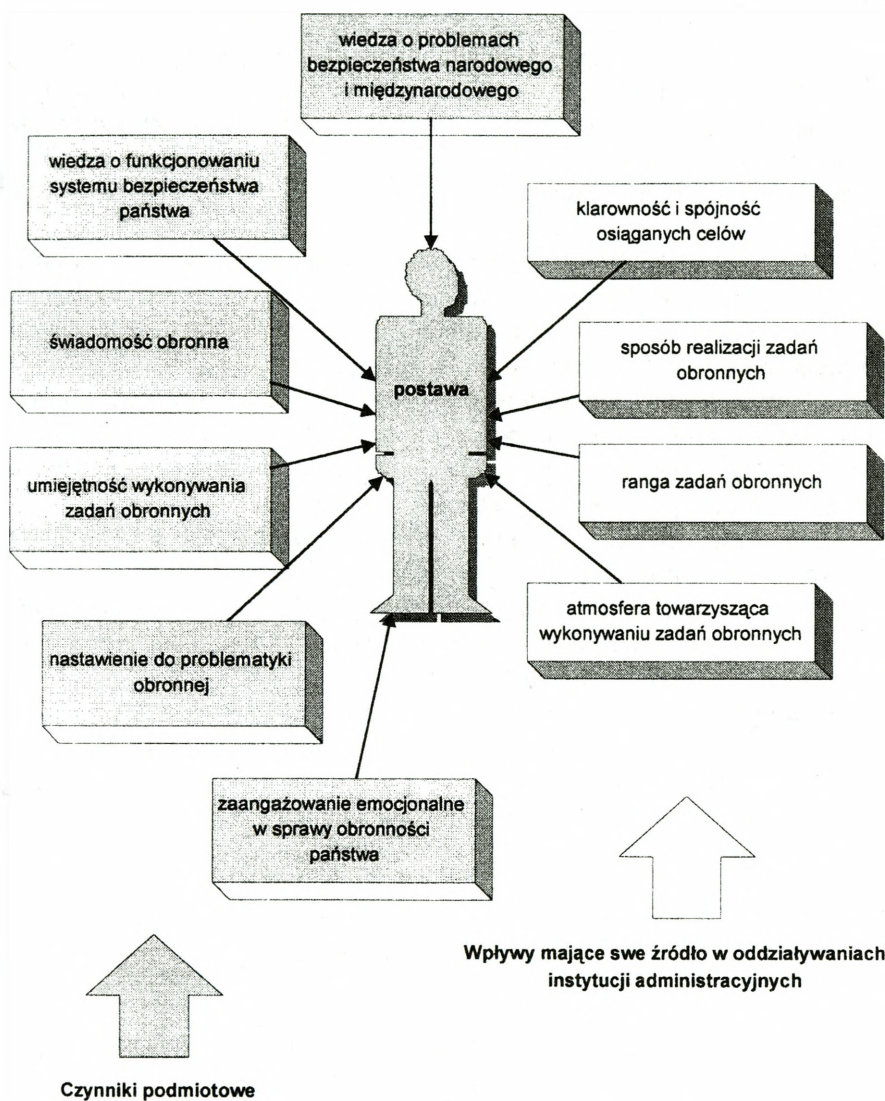 wiedza o problemach
bezpieczeństwa narodowego
i międzynarodowego
wiedza o funkcjonowaniu
systemu bezpieczeństwa
państwa
klarowność i spójność
osiąganych celów
świadomość obronna
sposób realizacji zadań
obronnych
postawa
umiejętność wykonywania
zadań obronnych
ranga zadań obronnych
atmosfera towarzysząca
wykonywaniu zadań obronnych
nastawienie do problematyki
obronnej
zaangażowanie emocjonalne
w sprawy obronności
państwa
Wpływy mające swe źródło w oddziaływaniach
instytucji administracyjnych
Czynniki podmiotowe